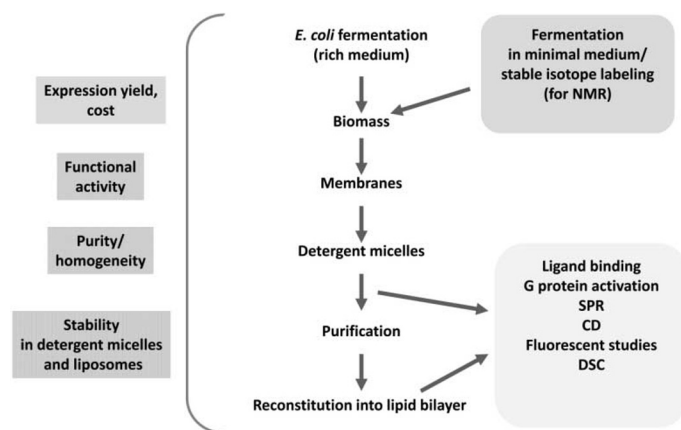 Expression yield,
cost
Functional
activity
Purity/
homogeneity
Stability
in detergent micelles
and liposomes
E. coli fermentation
(rich medium)
Biomass
Membranes
Detergent micelles
Purification
Reconstitution into lipid bilayer
Fermentation
in minimal medium/
stable isotope labeling
(for NMR)
Ligand binding
G protein activation
SPR
CD
Fluorescent studies
DSC